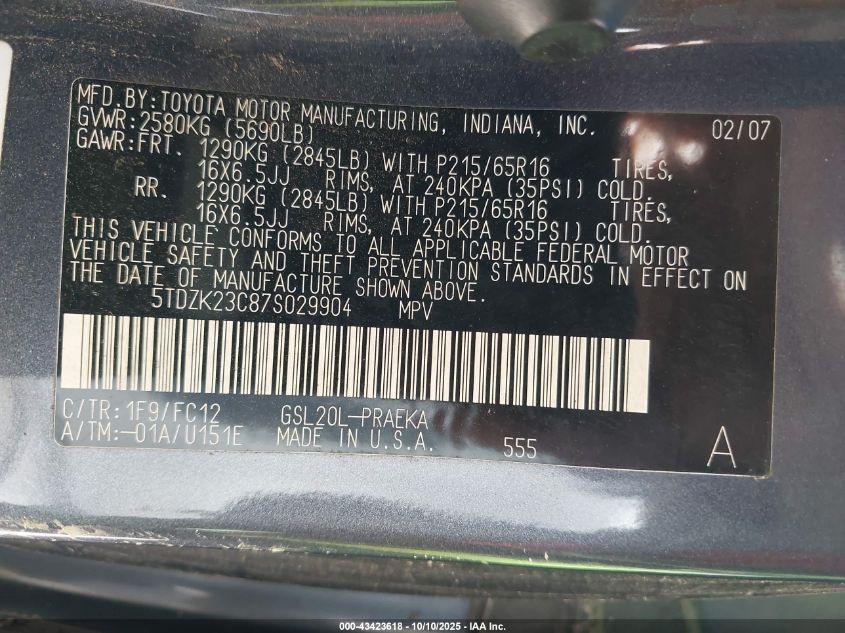 MFD.BY:TOYOTA MOTOR MANUFACTURING, INDIANA, INC. 02/07
GVWR:2580KG (5690LB)
GAWR:FRT. 1290KG (2845LB) WITH P215/65R16 TIRES,
16X6.5JJ RIMS, AT 240KPA (35PSI) COLD.
RR. 1290KG (2845LB) WITH P215/65R16 TIRES,
16X6.5JJ RIMS, AT 240KPA (35PSI) COLD.
THIS VEHICLE CONFORMS TO ALL APPLICABLE FEDERAL MOTOR
VEHICLE SAFETY AND THEFT PREVENTION STANDARDS IN EFFECT ON
THE DATE OF MANUFACTURE SHOWN ABOVE.
5TDZK23C87S029904 MPV
C/TR:1F9/FC12 GSL20L-PRAEKA
A/TM:-01A/U151E MADE IN U.S.A. 555 A
000-43423618 - 10/10/2025 - IAA Inc.